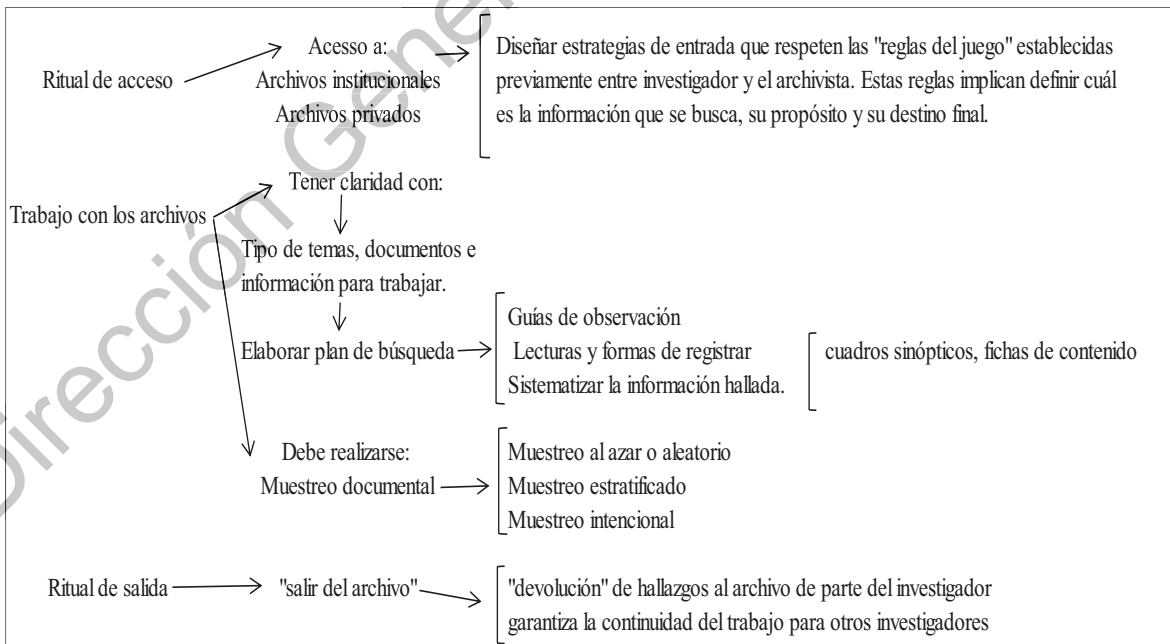 Acesso a:
Ritual de acceso
Archivos institucionales
Archivos privados
Diseñar estrategias de entrada que respeten las "reglas del juego" establecidas
previamente entre investigador y el archivista. Estas reglas implican definir cuál
es la información que se busca, su propósito y su destino final.
Trabajo con los archivos
Tener claridad con:
Tipo de temas, documentos e
información para trabajar.
Elaborar plan de búsqueda
Guías de observación
Lecturas y formas de registrar
Sistematizar la información hallada.
cuadros sinópticos, fichas de contenido
Debe realizarse:
Muestreo documental
Muestreo al azar o aleatorio
Muestreo estratificado
Muestreo intencional
Ritual de salida
"salir del archivo"
"devolución" de hallazgos al archivo de parte del investigador
garantiza la continuidad del trabajo para otros investigadores
Dirección Gener